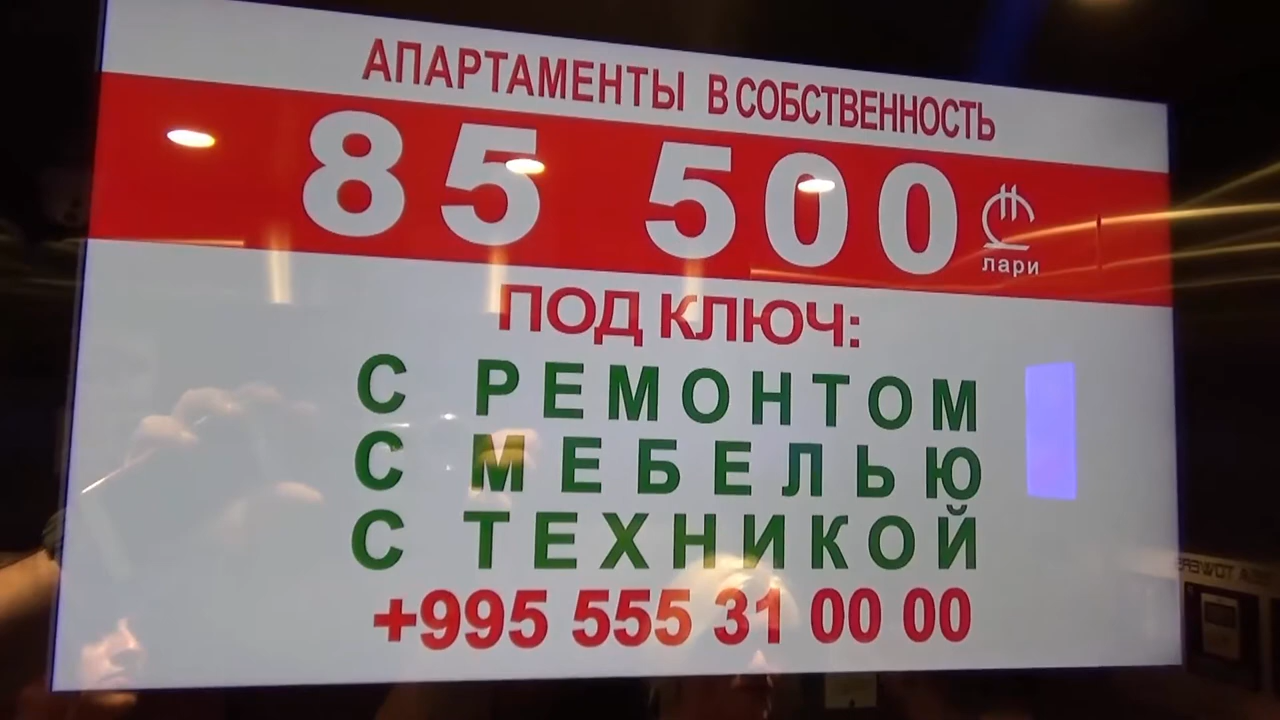 АПАРТАМЕНТЫ В СОБСТВЕННОСТЬ
85 500 ₾
лари
ПОД КЛЮЧ:
С РЕМОНТОМ
С МЕБЕЛЬЮ
С ТЕХНИКОЙ
+995 555 31 00 00